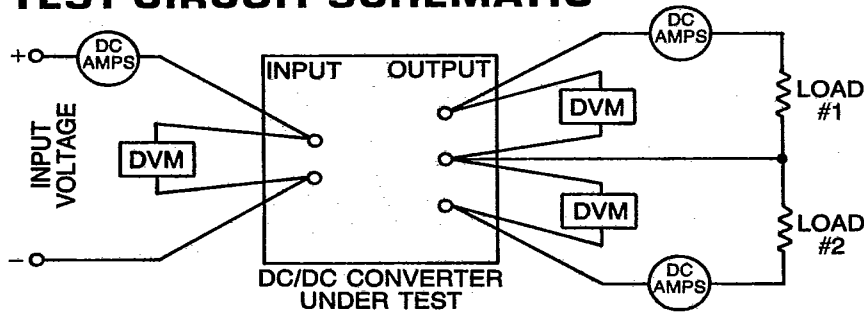 TEST CIRCUIT SCHEMATIC
+
DC
AMPS
INPUT
VOLTAGE
DVM
-
INPUT
OUTPUT
DC/DC CONVERTER
UNDER TEST
DC
AMPS
DVM
LOAD
#1
DVM
LOAD
#2
DC
AMPS